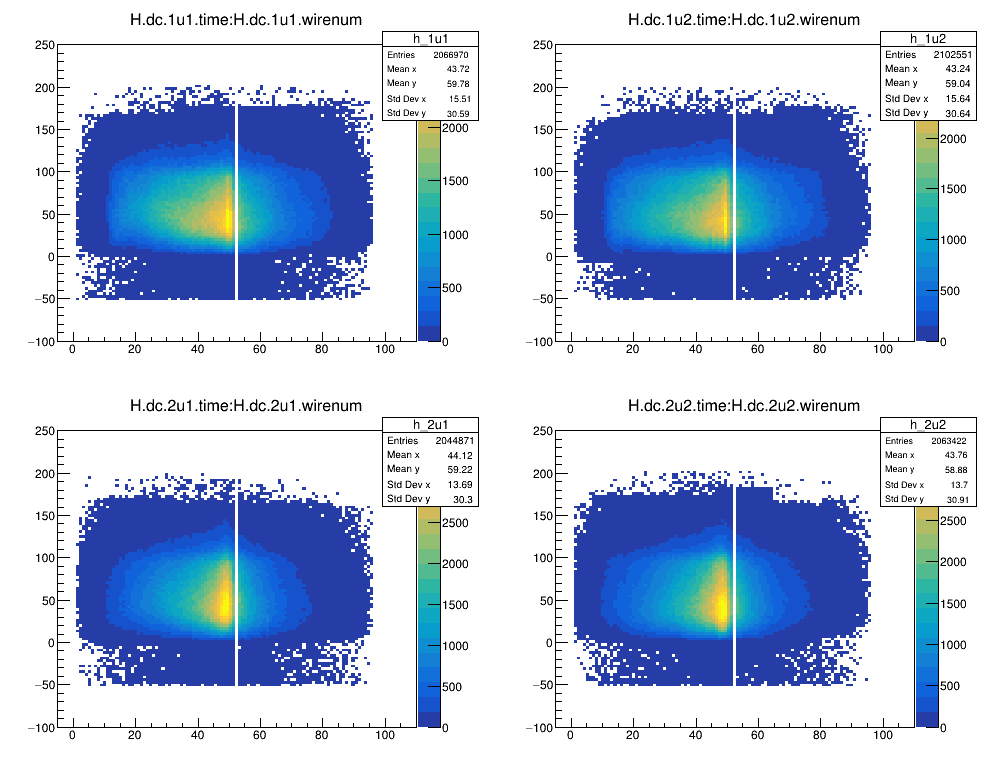 H.dc.1u1.time:H.dc.1u1.wirenum
h_1u1
Entries 2066970
Mean x 43.72
Mean y 59.78
Std Dev x 15.51
Std Dev y 30.59
250
200
150
100
50
0
−50
−100
0 20 40 60 80 100
2000
1500
1000
500
0
H.dc.1u2.time:H.dc.1u2.wirenum
h_1u2
Entries 2102551
Mean x 43.24
Mean y 59.04
Std Dev x 15.64
Std Dev y 30.64
250
200
150
100
50
0
−50
−100
0 20 40 60 80 100
2000
1500
1000
500
0
H.dc.2u1.time:H.dc.2u1.wirenum
h_2u1
Entries 2044871
Mean x 44.12
Mean y 59.22
Std Dev x 13.69
Std Dev y 30.3
250
200
150
100
50
0
−50
−100
0 20 40 60 80 100
2500
2000
1500
1000
500
0
H.dc.2u2.time:H.dc.2u2.wirenum
h_2u2
Entries 2063422
Mean x 43.76
Mean y 58.88
Std Dev x 13.7
Std Dev y 30.91
250
200
150
100
50
0
−50
−100
0 20 40 60 80 100
2500
2000
1500
1000
500
0